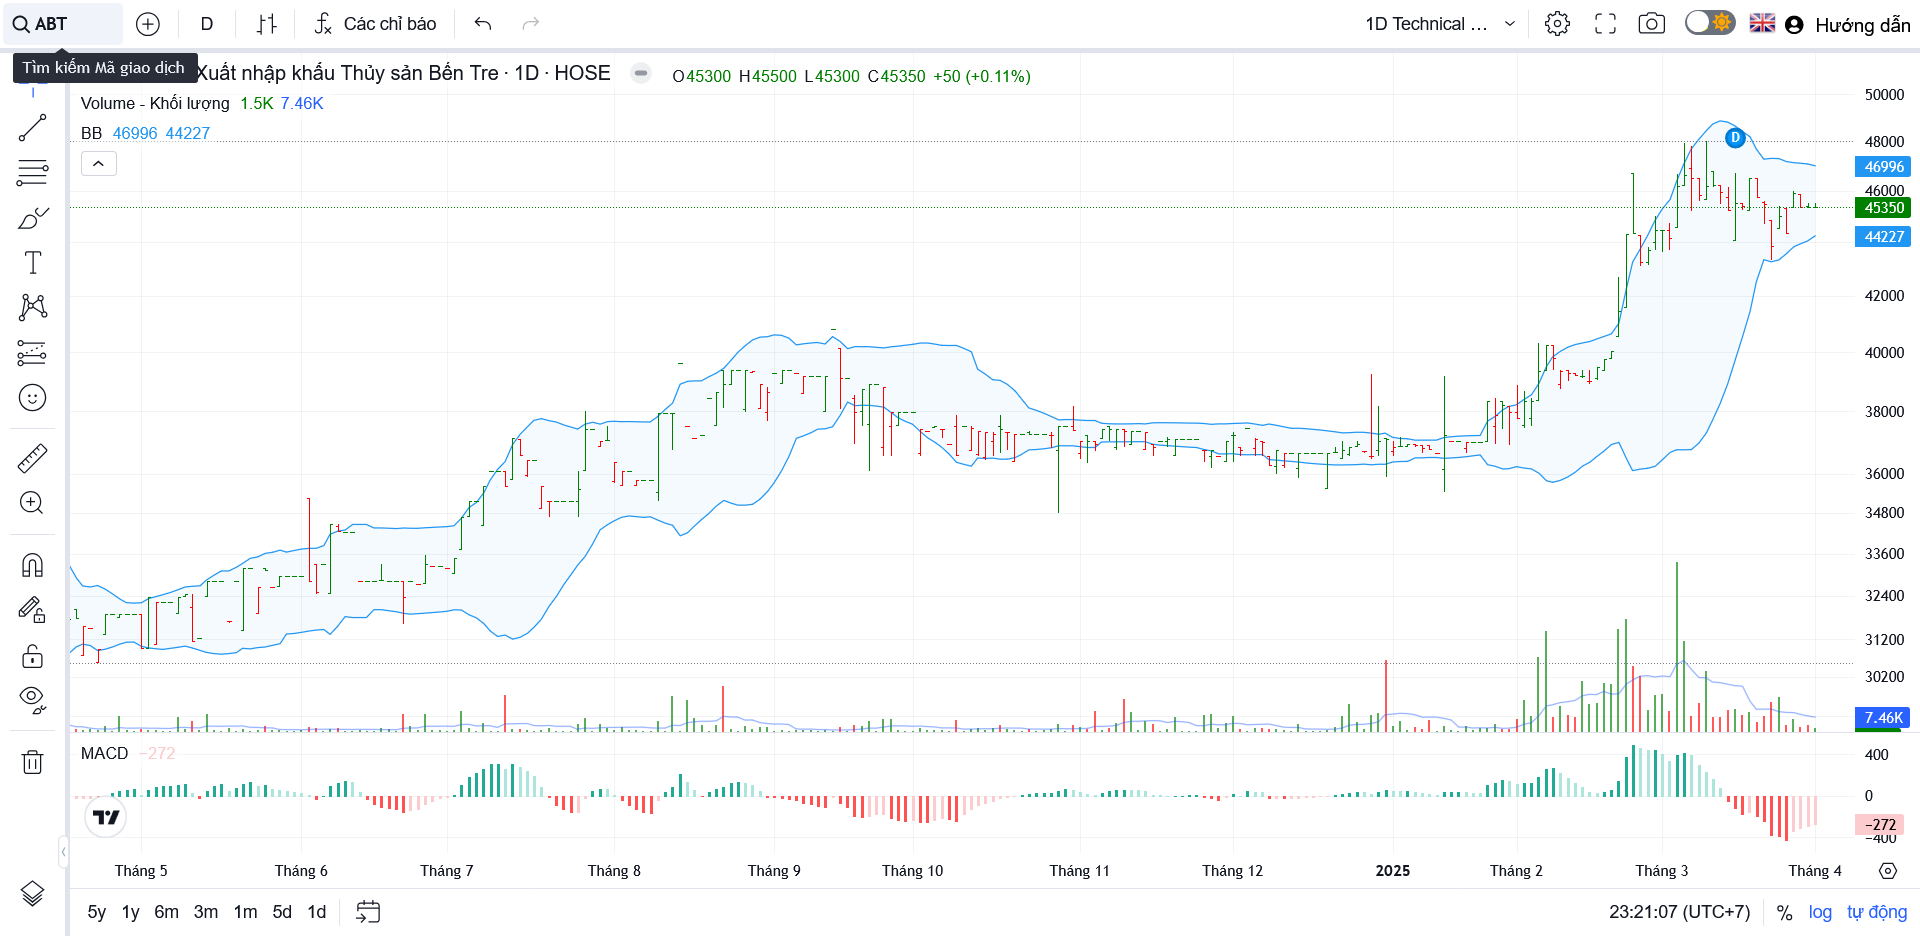 ABT
D
Các chỉ báo
1D Technical ...
Hướng dẫn
Tìm kiếm Mã giao dịch
Xuất nhập khẩu Thủy sản Bến Tre · 1D · HOSE
O45300 H45500 L45300 C45350 +50 (+0.11%)
Volume - Khối lượng 1.5K 7.46K
BB 46996 44227
D
50000
48000
46996
46000
45350
44227
42000
40000
38000
36000
34800
33600
32400
31200
30200
7.46K
MACD −272
400
0
−272
−400
Tháng 5 Tháng 6 Tháng 7 Tháng 8 Tháng 9 Tháng 10 Tháng 11 Tháng 12 2025 Tháng 2 Tháng 3 Tháng 4
5y 1y 6m 3m 1m 5d 1d
23:21:07 (UTC+7) % log tự động